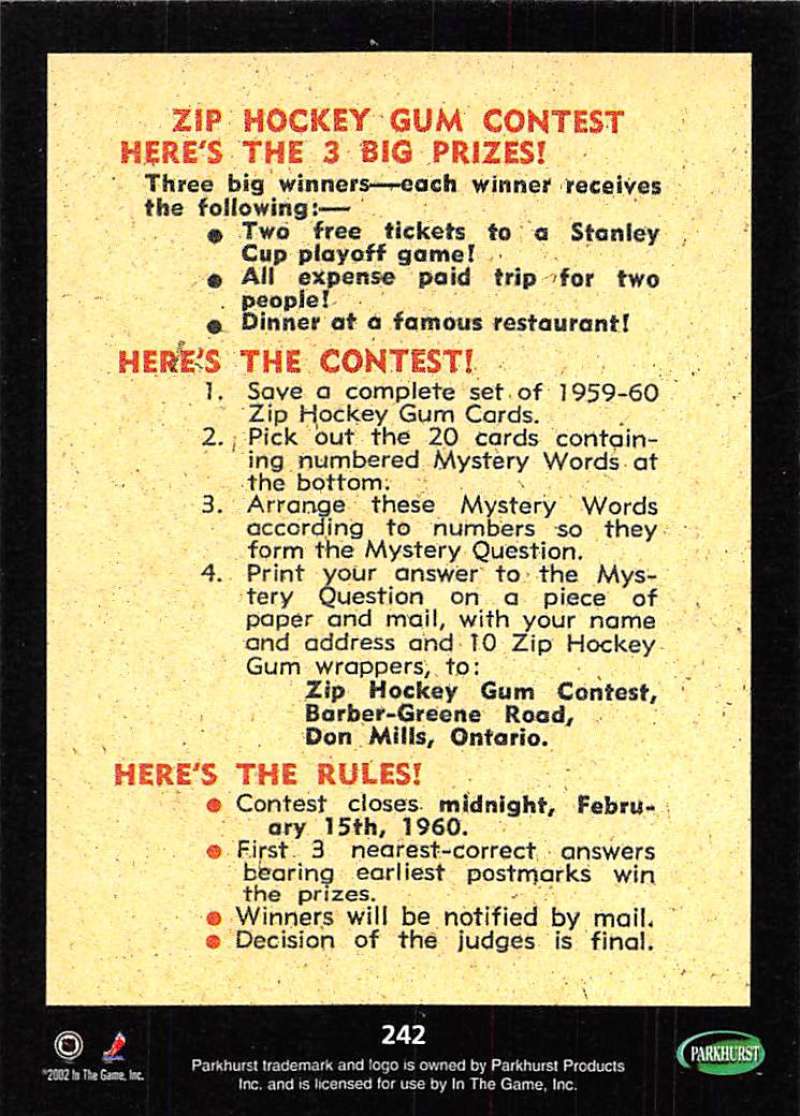 ZIP HOCKEY GUM CONTEST
HERE'S THE 3 BIG PRIZES!
Three big winners—each winner receives
the following:—
● Two free tickets to a Stanley
Cup playoff game!
● All expense paid trip for two
people!
● Dinner at a famous restaurant!
HERE'S THE CONTEST!
1. Save a complete set of 1959-60
Zip Hockey Gum Cards.
2. Pick out the 20 cards contain-
ing numbered Mystery Words at
the bottom.
3. Arrange these Mystery Words
according to numbers so they
form the Mystery Question.
4. Print your answer to the Mys-
tery Question on a piece of
paper and mail, with your name
and address and 10 Zip Hockey
Gum wrappers, to:
Zip Hockey Gum Contest,
Barber-Greene Road,
Don Mills, Ontario.
HERE'S THE RULES!
● Contest closes midnight, Febru-
ary 15th, 1960.
● First 3 nearest-correct answers
bearing earliest postmarks win
the prizes.
● Winners will be notified by mail.
● Decision of the judges is final.
242
Parkhurst trademark and logo is owned by Parkhurst Products
Inc. and is licensed for use by In The Game, Inc.
©2002 In The Game, Inc.
PARKHURST